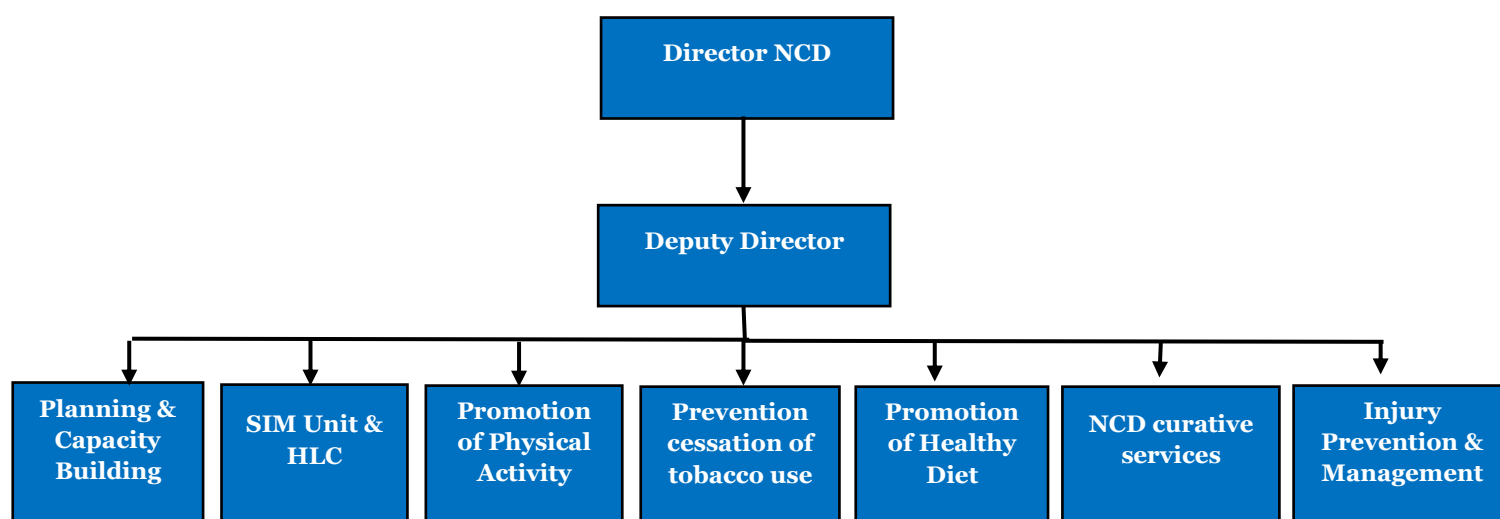 Director NCD
Deputy Director
Planning &
Capacity
Building
SIM Unit &
HLC
Promotion
of Physical
Activity
Prevention
cessation of
tobacco use
Promotion
of Healthy
Diet
NCD curative
services
Injury
Prevention &
Management